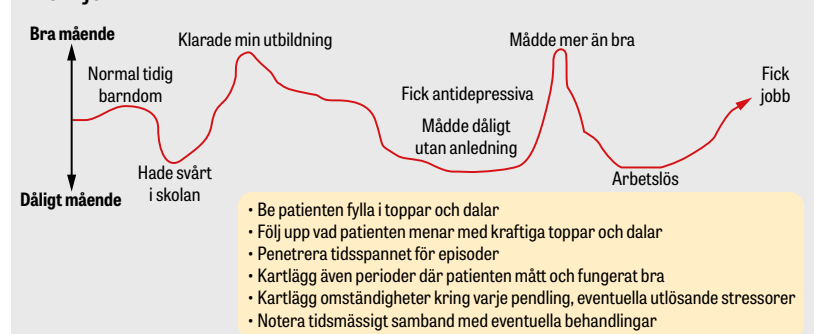 Bra mående
Klarade min utbildning
Mådde mer än bra
Normal tidig
barndom
Fick antidepressiva
Fick
jobb
Mådde dåligt
utan anledning
Hade svårt
i skolan
Arbetslös
Dåligt mående
• Be patienten fylla i toppar och dalar
• Följ upp vad patienten menar med kraftiga toppar och dalar
• Penetrera tidsspannet för episoder
• Kartlägg även perioder där patienten mått och fungerat bra
• Kartlägg omständigheter kring varje pendling, eventuella utlösande stressorer
• Notera tidsmässigt samband med eventuella behandlingar